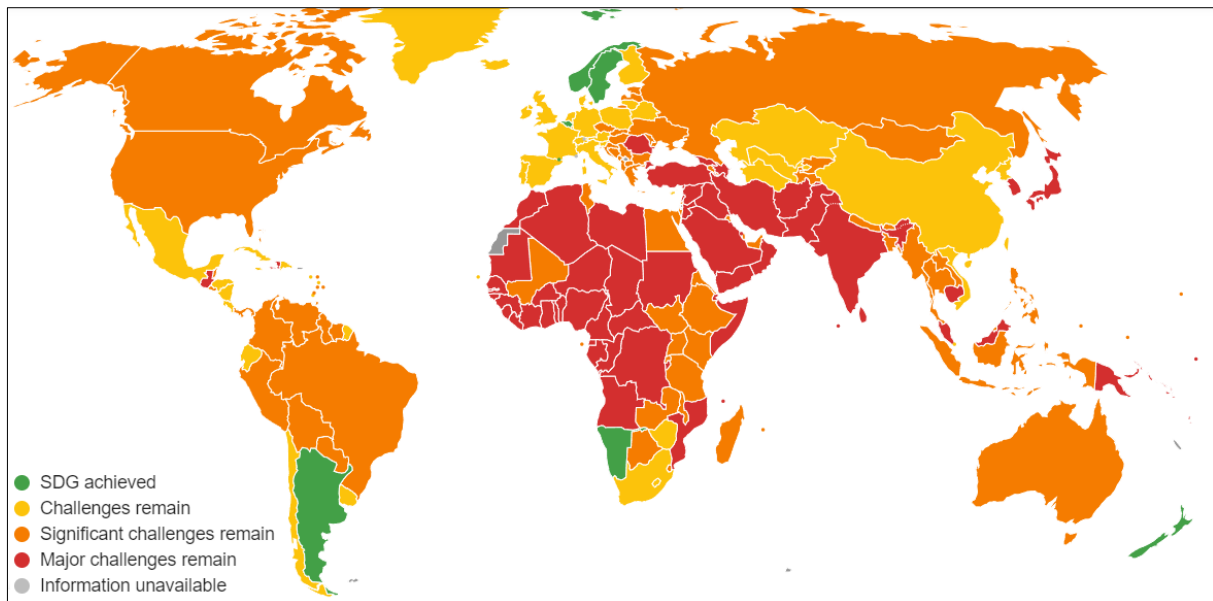 SDG achieved
Challenges remain
Significant challenges remain
Major challenges remain
Information unavailable